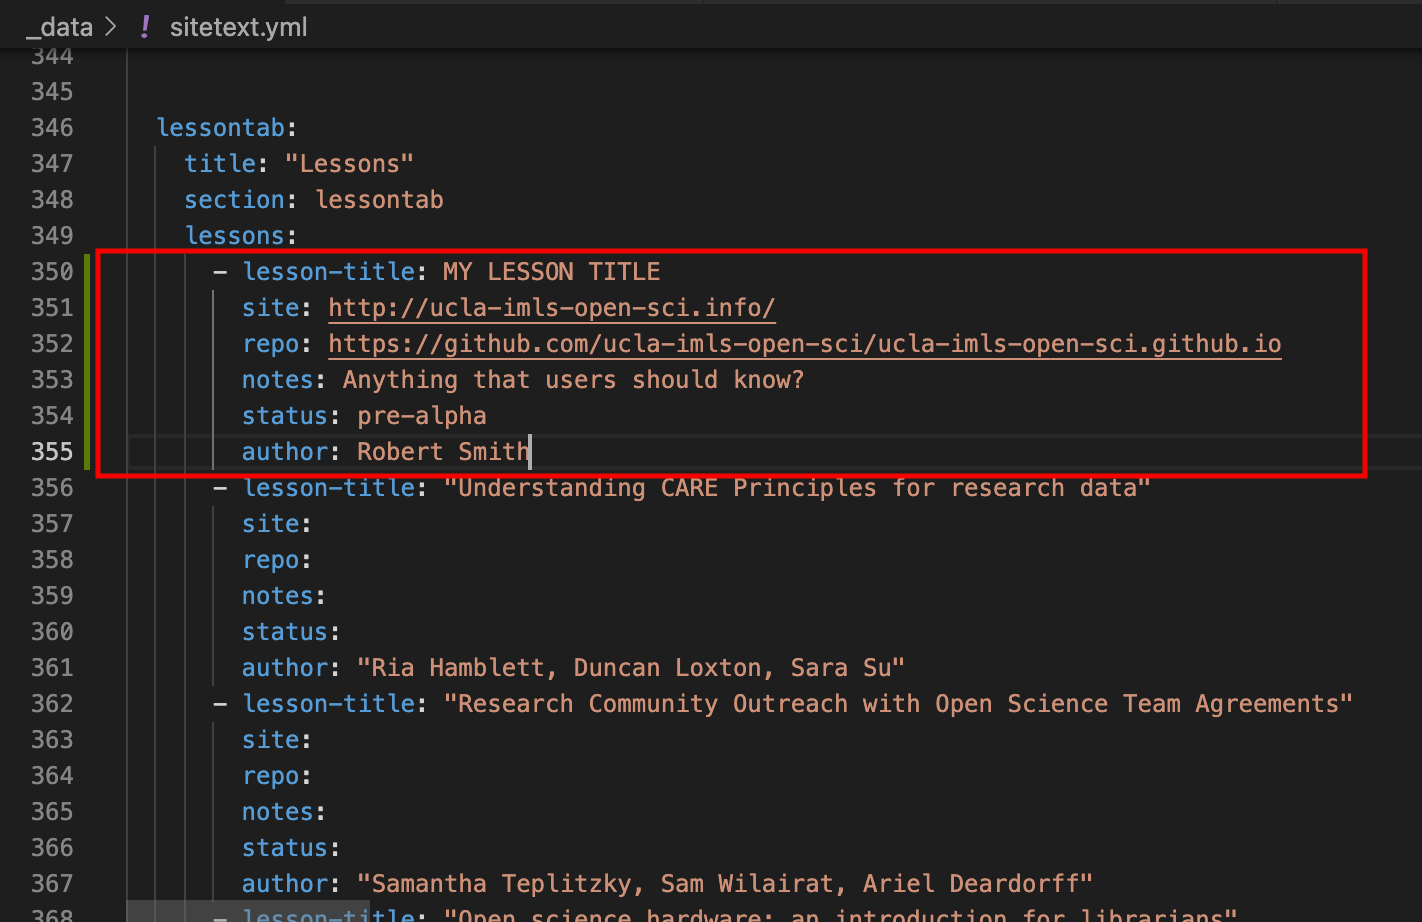 _data > ! sitetext.yml
344
345
346 lessontab:
347 title: "Lessons"
348 section: lessontab
349 lessons:
350 - lesson-title: MY LESSON TITLE
351 site: http://ucla-imls-open-sci.info/
352 repo: https://github.com/ucla-imls-open-sci/ucla-imls-open-sci.github.io
353 notes: Anything that users should know?
354 status: pre-alpha
355 author: Robert Smith
356 - lesson-title: "Understanding CARE Principles for research data"
357 site:
358 repo:
359 notes:
360 status:
361 author: "Ria Hamblett, Duncan Loxton, Sara Su"
362 - lesson-title: "Research Community Outreach with Open Science Team Agreements"
363 site:
364 repo:
365 notes:
366 status:
367 author: "Samantha Teplitzky, Sam Wilairat, Ariel Deardorff"
368 - lesson-title: "Open science hardware: an introduction for librarians"